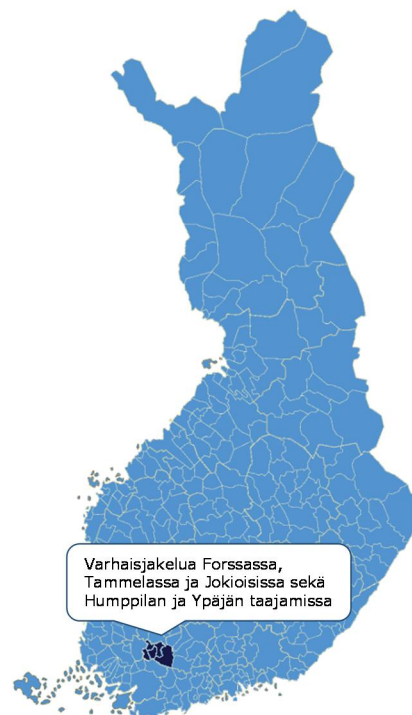 Varhaisjakelua Forssassa,
Tammelassa ja Jokioisissa sekä
Humppilan ja Ypäjän taajamissa